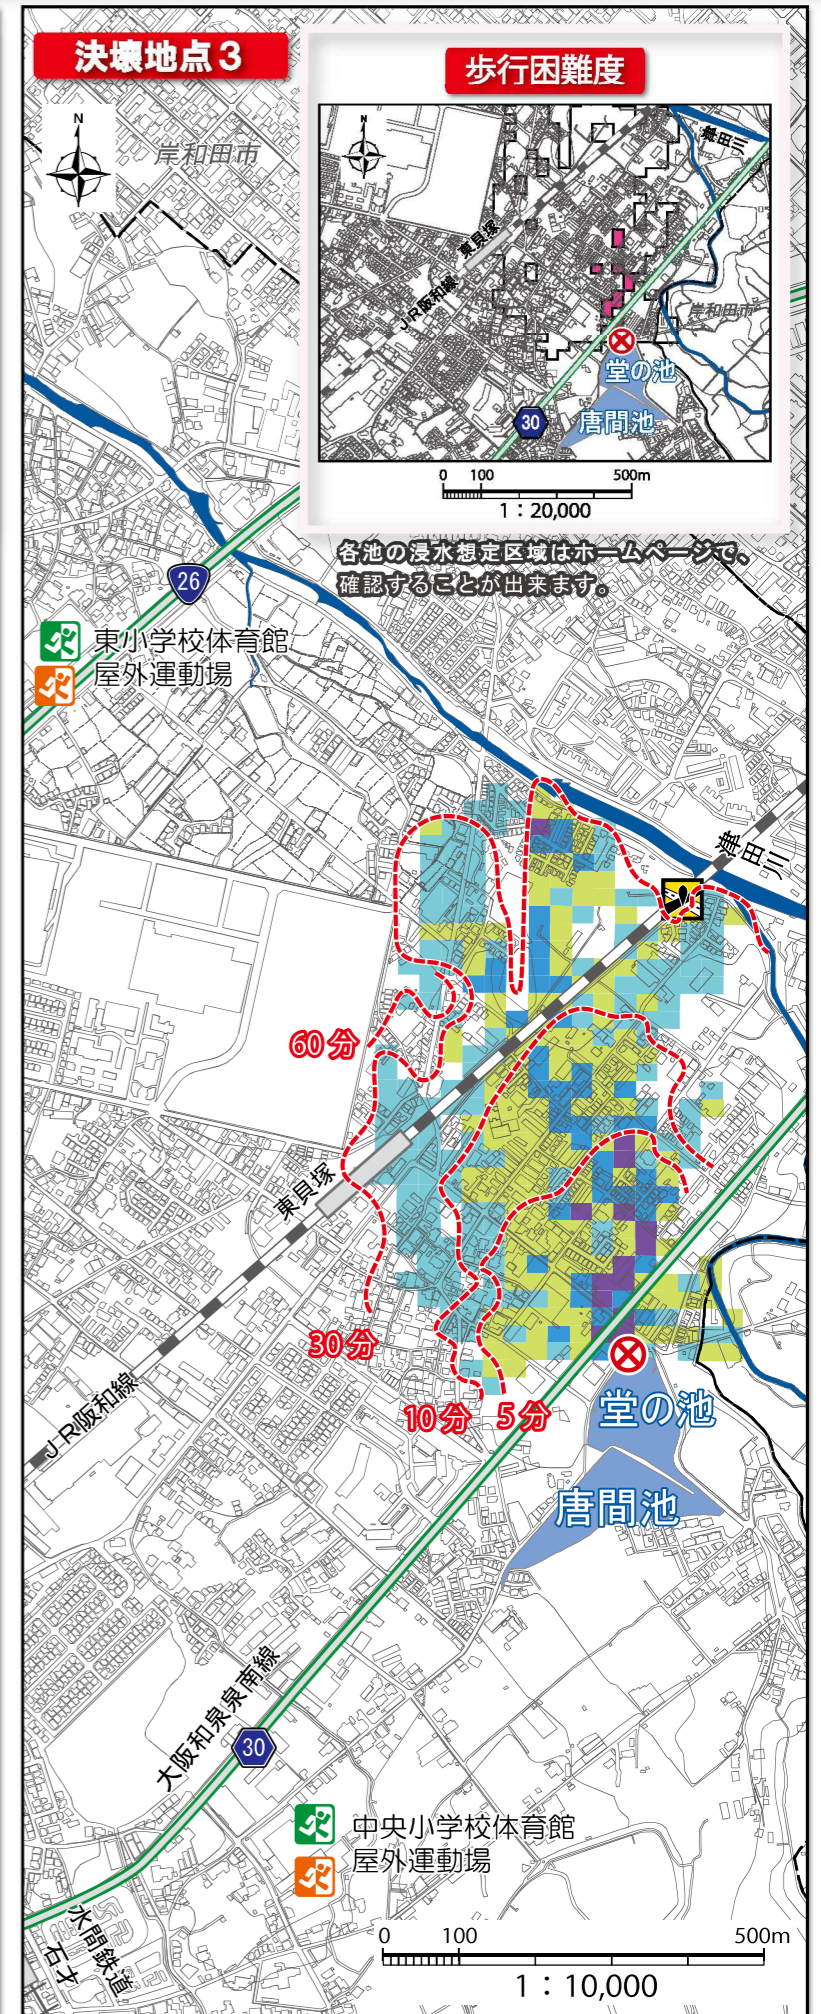 決壊地点3
N
岸和田市
歩行困難度
N
津田川
東貝塚
JR阪和線
岸和田市
堂の池
唐間池
30
0 100 500m
1：20,000
各池の浸水想定区域はホームページで、
確認することが出来ます。
26
東小学校体育館
屋外運動場
津田川
60分
東貝塚
30分
JR阪和線
10分
5分
堂の池
唐間池
大阪和泉泉南線
30
中央小学校体育館
屋外運動場
水間鉄道
石才
0 100 500m
1：10,000